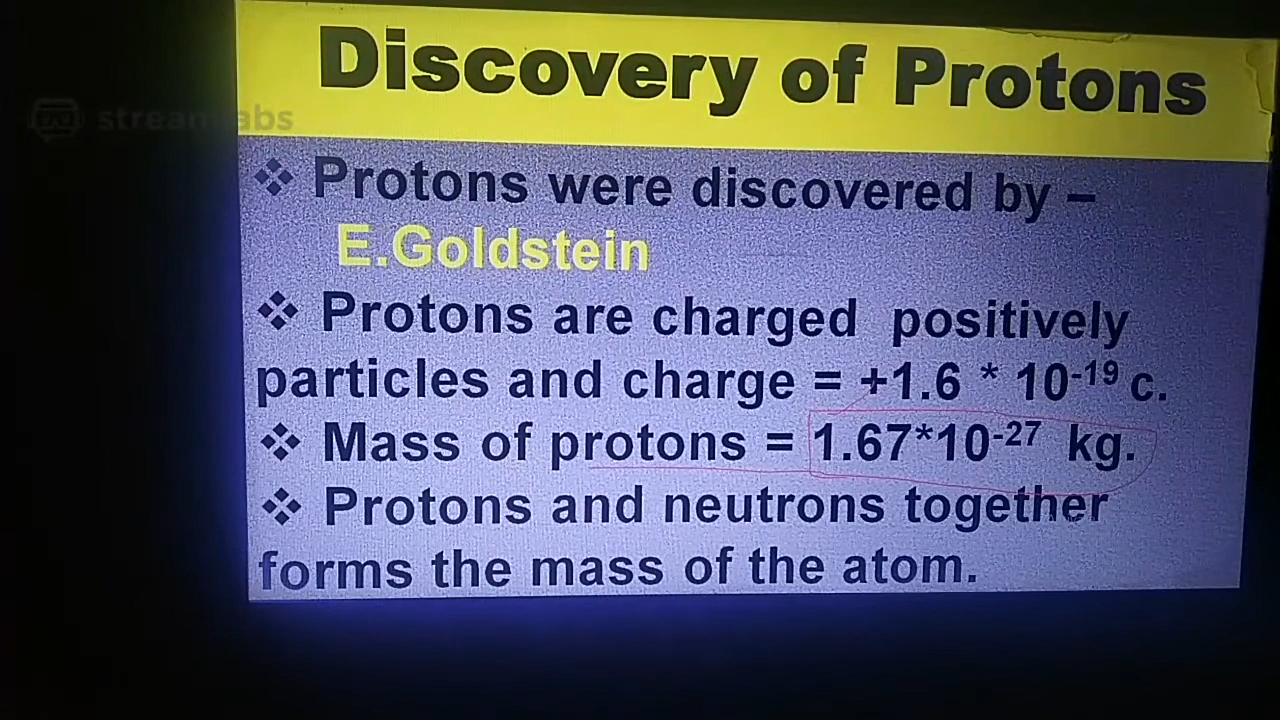 Discovery of Protons
streamlabs
❖ Protons were discovered by –
E.Goldstein
❖ Protons are charged positively
particles and charge = +1.6 * 10⁻¹⁹ c.
❖ Mass of protons = 1.67*10⁻²⁷ kg.
❖ Protons and neutrons together
forms the mass of the atom.